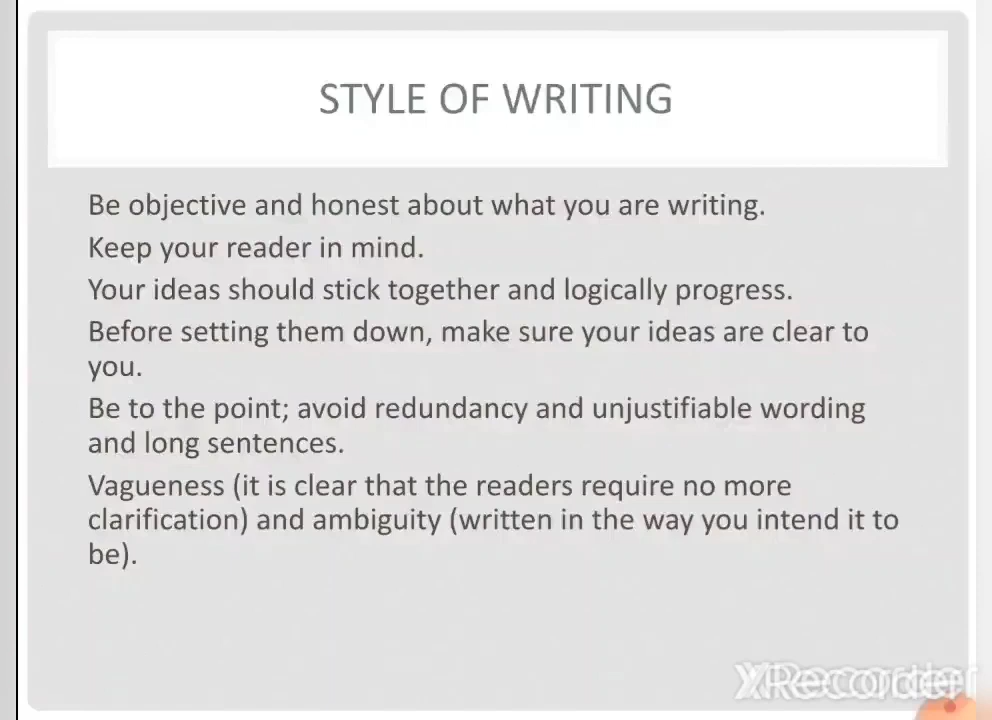 STYLE OF WRITING
Be objective and honest about what you are writing.
Keep your reader in mind.
Your ideas should stick together and logically progress.
Before setting them down, make sure your ideas are clear to
you.
Be to the point; avoid redundancy and unjustifiable wording
and long sentences.
Vagueness (it is clear that the readers require no more
clarification) and ambiguity (written in the way you intend it to
be).
XRecorder